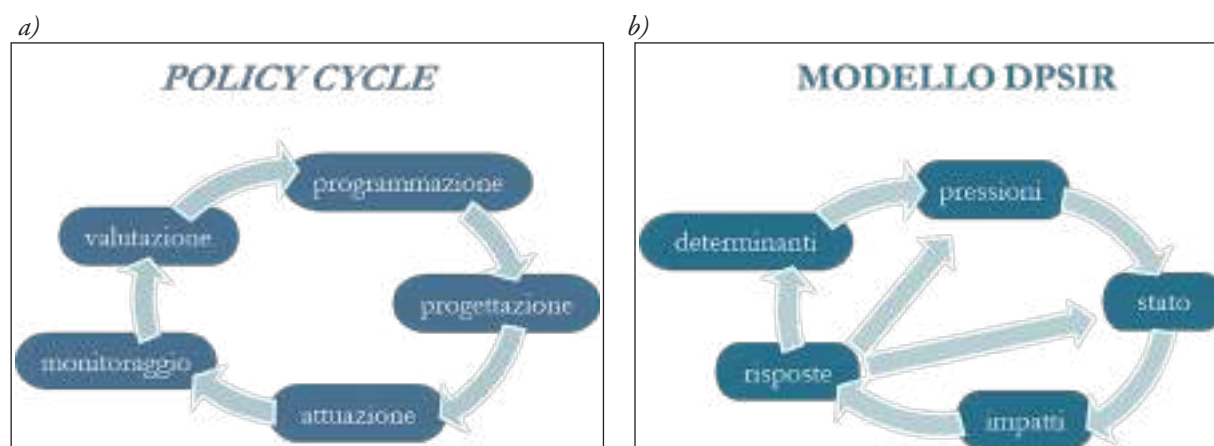 a)
POLICY CYCLE
programmazione
valutazione
progettazione
monitoraggio
attuazione
b)
MODELLO DPSIR
pressioni
determinanti
stato
risposte
impatti